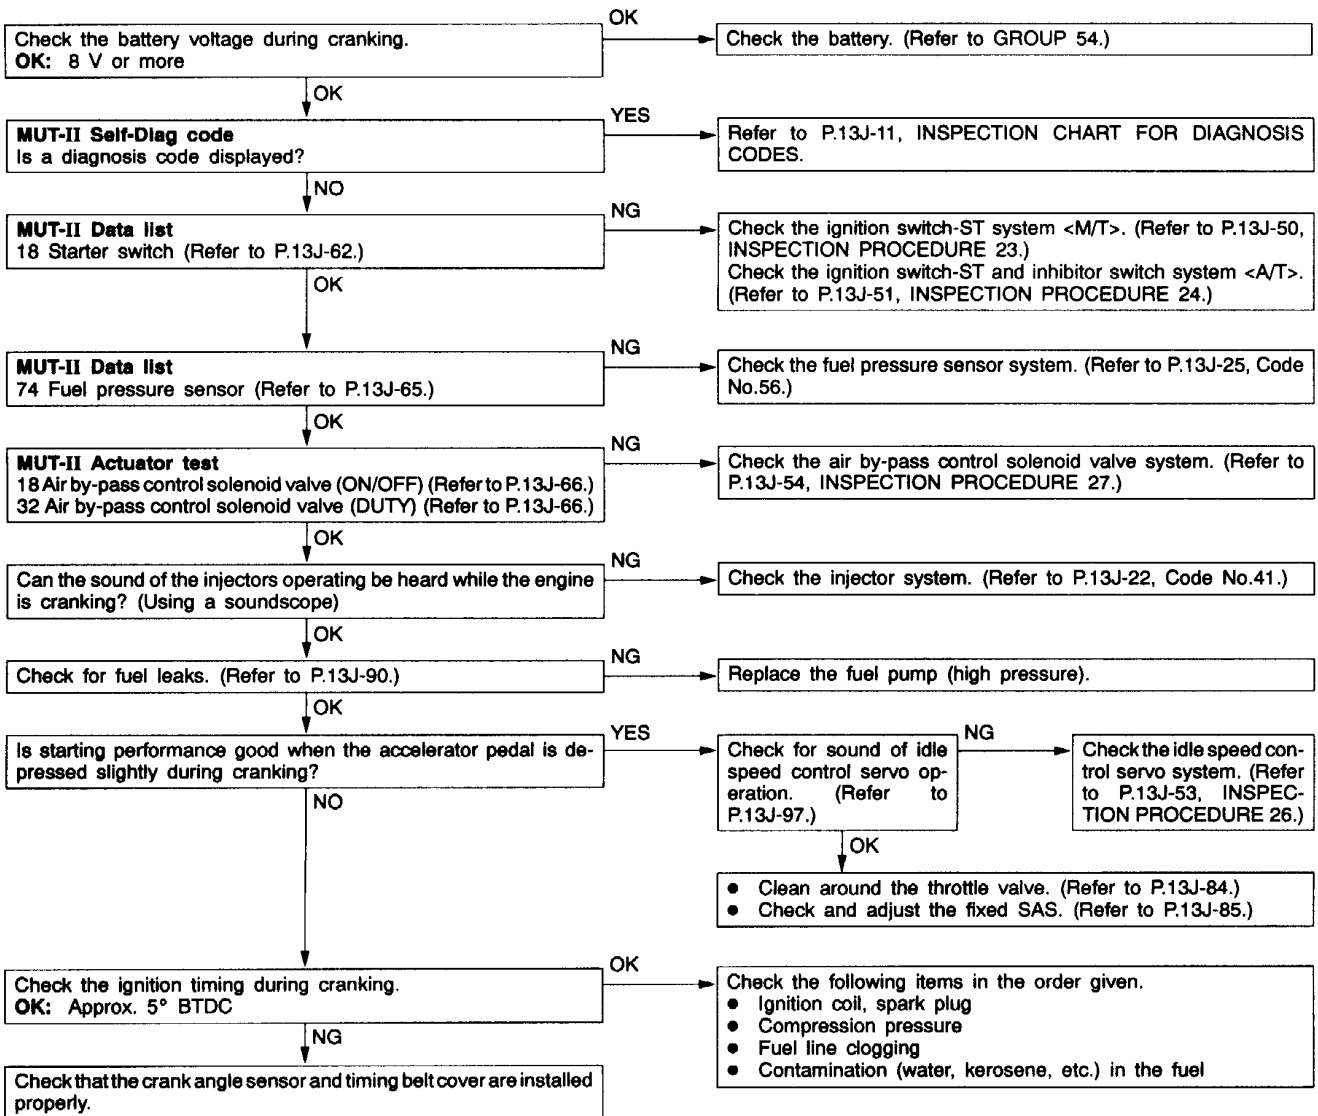 OK
Check the battery voltage during cranking.
OK: 8 V or more
Check the battery. (Refer to GROUP 54.)
OK
MUT-II Self-Diag code
Is a diagnosis code displayed?
YES
Refer to P.13J-11, INSPECTION CHART FOR DIAGNOSIS
CODES.
NO
MUT-II Data list
18 Starter switch (Refer to P.13J-62.)
NG
Check the ignition switch-ST system <M/T>. (Refer to P.13J-50,
INSPECTION PROCEDURE 23.)
Check the ignition switch-ST and inhibitor switch system <A/T>.
(Refer to P.13J-51, INSPECTION PROCEDURE 24.)
OK
MUT-II Data list
74 Fuel pressure sensor (Refer to P.13J-65.)
NG
Check the fuel pressure sensor system. (Refer to P.13J-25, Code
No.56.)
OK
MUT-II Actuator test
18 Air by-pass control solenoid valve (ON/OFF) (Refer to P.13J-66.)
32 Air by-pass control solenoid valve (DUTY) (Refer to P.13J-66.)
NG
Check the air by-pass control solenoid valve system. (Refer to
P.13J-54, INSPECTION PROCEDURE 27.)
OK
Can the sound of the injectors operating be heard while the engine
is cranking? (Using a soundscope)
NG
Check the injector system. (Refer to P.13J-22, Code No.41.)
OK
Check for fuel leaks. (Refer to P.13J-90.)
NG
Replace the fuel pump (high pressure).
OK
Is starting performance good when the accelerator pedal is de-
pressed slightly during cranking?
YES
Check for sound of idle
speed control servo op-
eration. (Refer to
P.13J-97.)
NG
Check the idle speed con-
trol servo system. (Refer
to P.13J-53, INSPEC-
TION PROCEDURE 26.)
NO
OK
● Clean around the throttle valve. (Refer to P.13J-84.)
● Check and adjust the fixed SAS. (Refer to P.13J-85.)
Check the ignition timing during cranking.
OK: Approx. 5° BTDC
OK
Check the following items in the order given.
● Ignition coil, spark plug
● Compression pressure
● Fuel line clogging
● Contamination (water, kerosene, etc.) in the fuel
NG
Check that the crank angle sensor and timing belt cover are installed
properly.